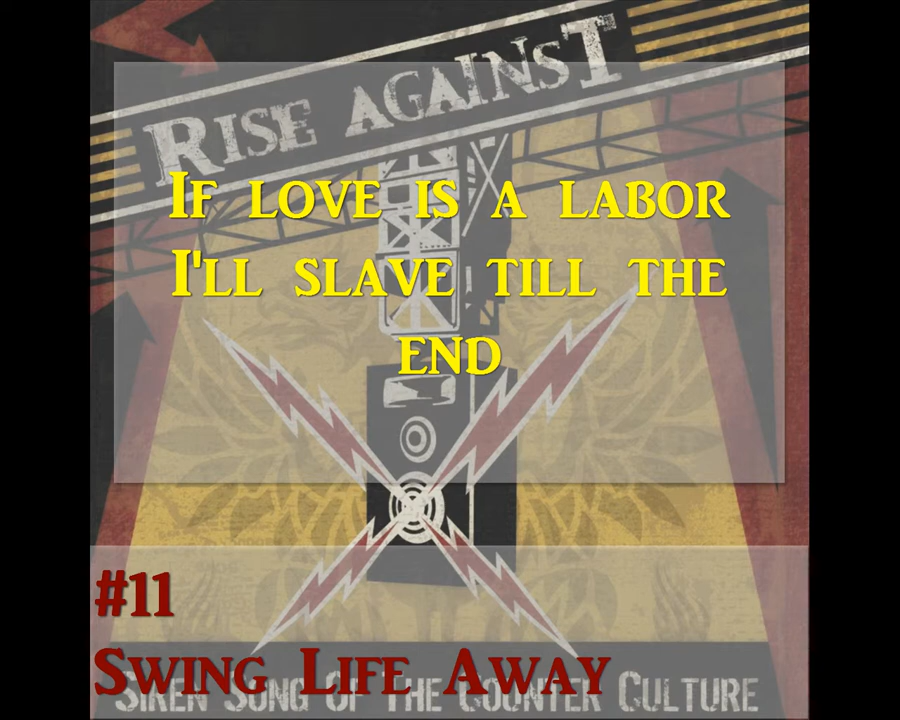 RISE AGAINST
IF LOVE IS A LABOR
I'LL SLAVE TILL THE
END
#11
SWING LIFE AWAY
SIREN SONG OF THE COUNTER CULTURE